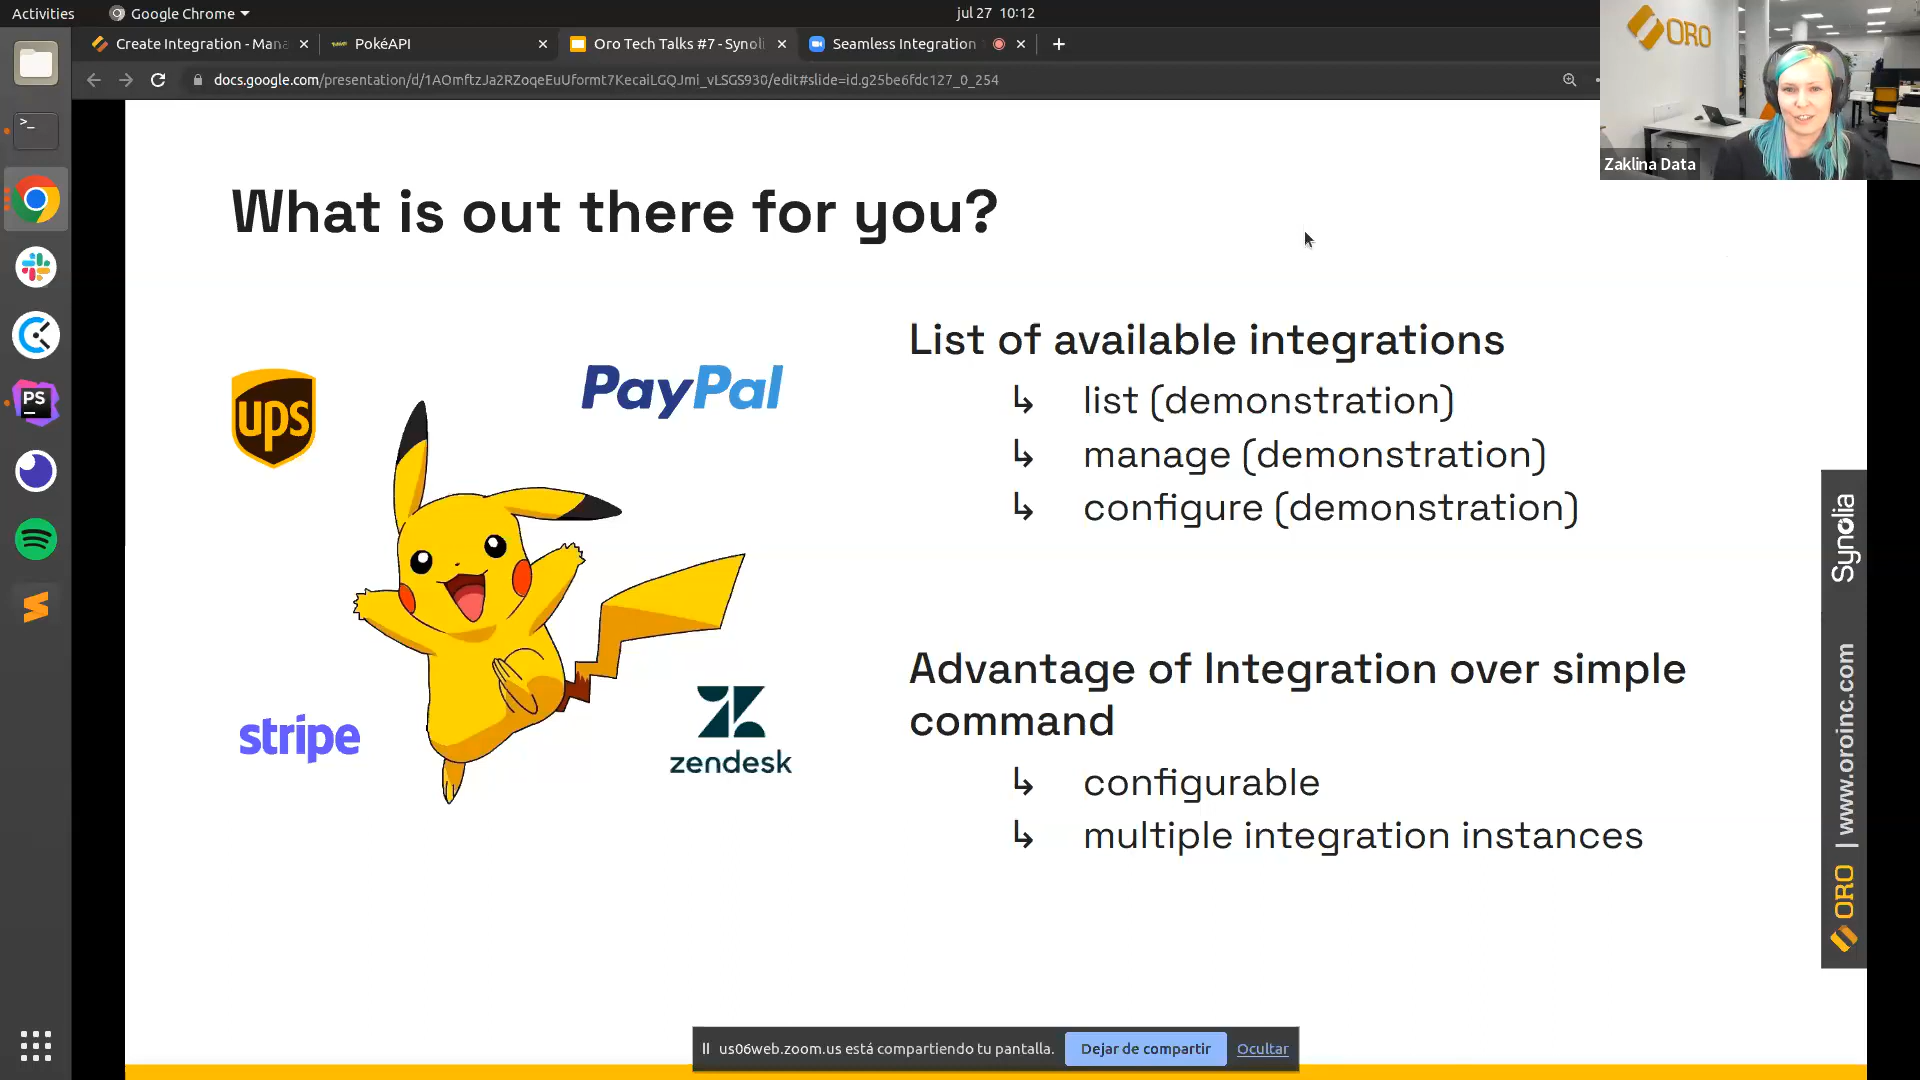 Activities
Google Chrome
jul 27 10:12
Create Integration - Mana
PokéAPI
Oro Tech Talks #7 - Synoli
Seamless Integration
docs.google.com/presentation/d/1AOmftzJa2RZoqeEuUformt7KecaiLGQJmi_vLSGS930/edit#slide=id.g25be6fdc127_0_254
ORO
Zaklina Data
What is out there for you?
ups
PayPal
stripe
zendesk
List of available integrations
↳ list (demonstration)
↳ manage (demonstration)
↳ configure (demonstration)
Advantage of Integration over simple
command
↳ configurable
↳ multiple integration instances
Synolia
ORO | www.oroinc.com
PS
us06web.zoom.us está compartiendo tu pantalla.
Dejar de compartir
Ocultar